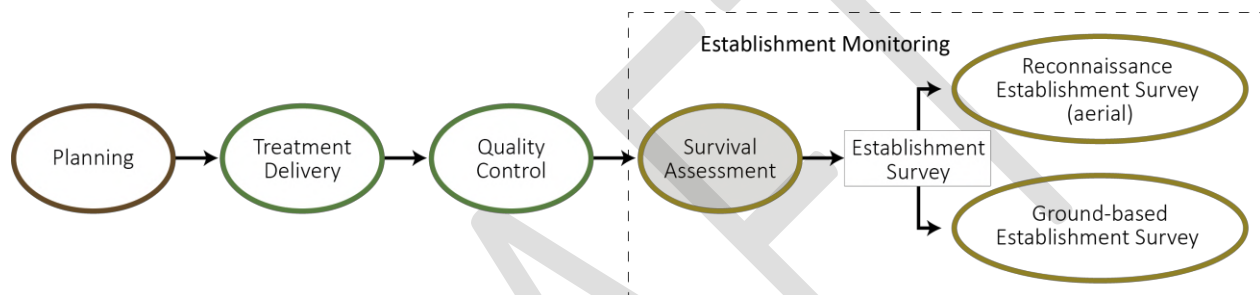 Establishment Monitoring
Planning
Treatment
Delivery
Quality
Control
Survival
Assessment
Establishment
Survey
Reconnaissance
Establishment Survey
(aerial)
Ground-based
Establishment Survey